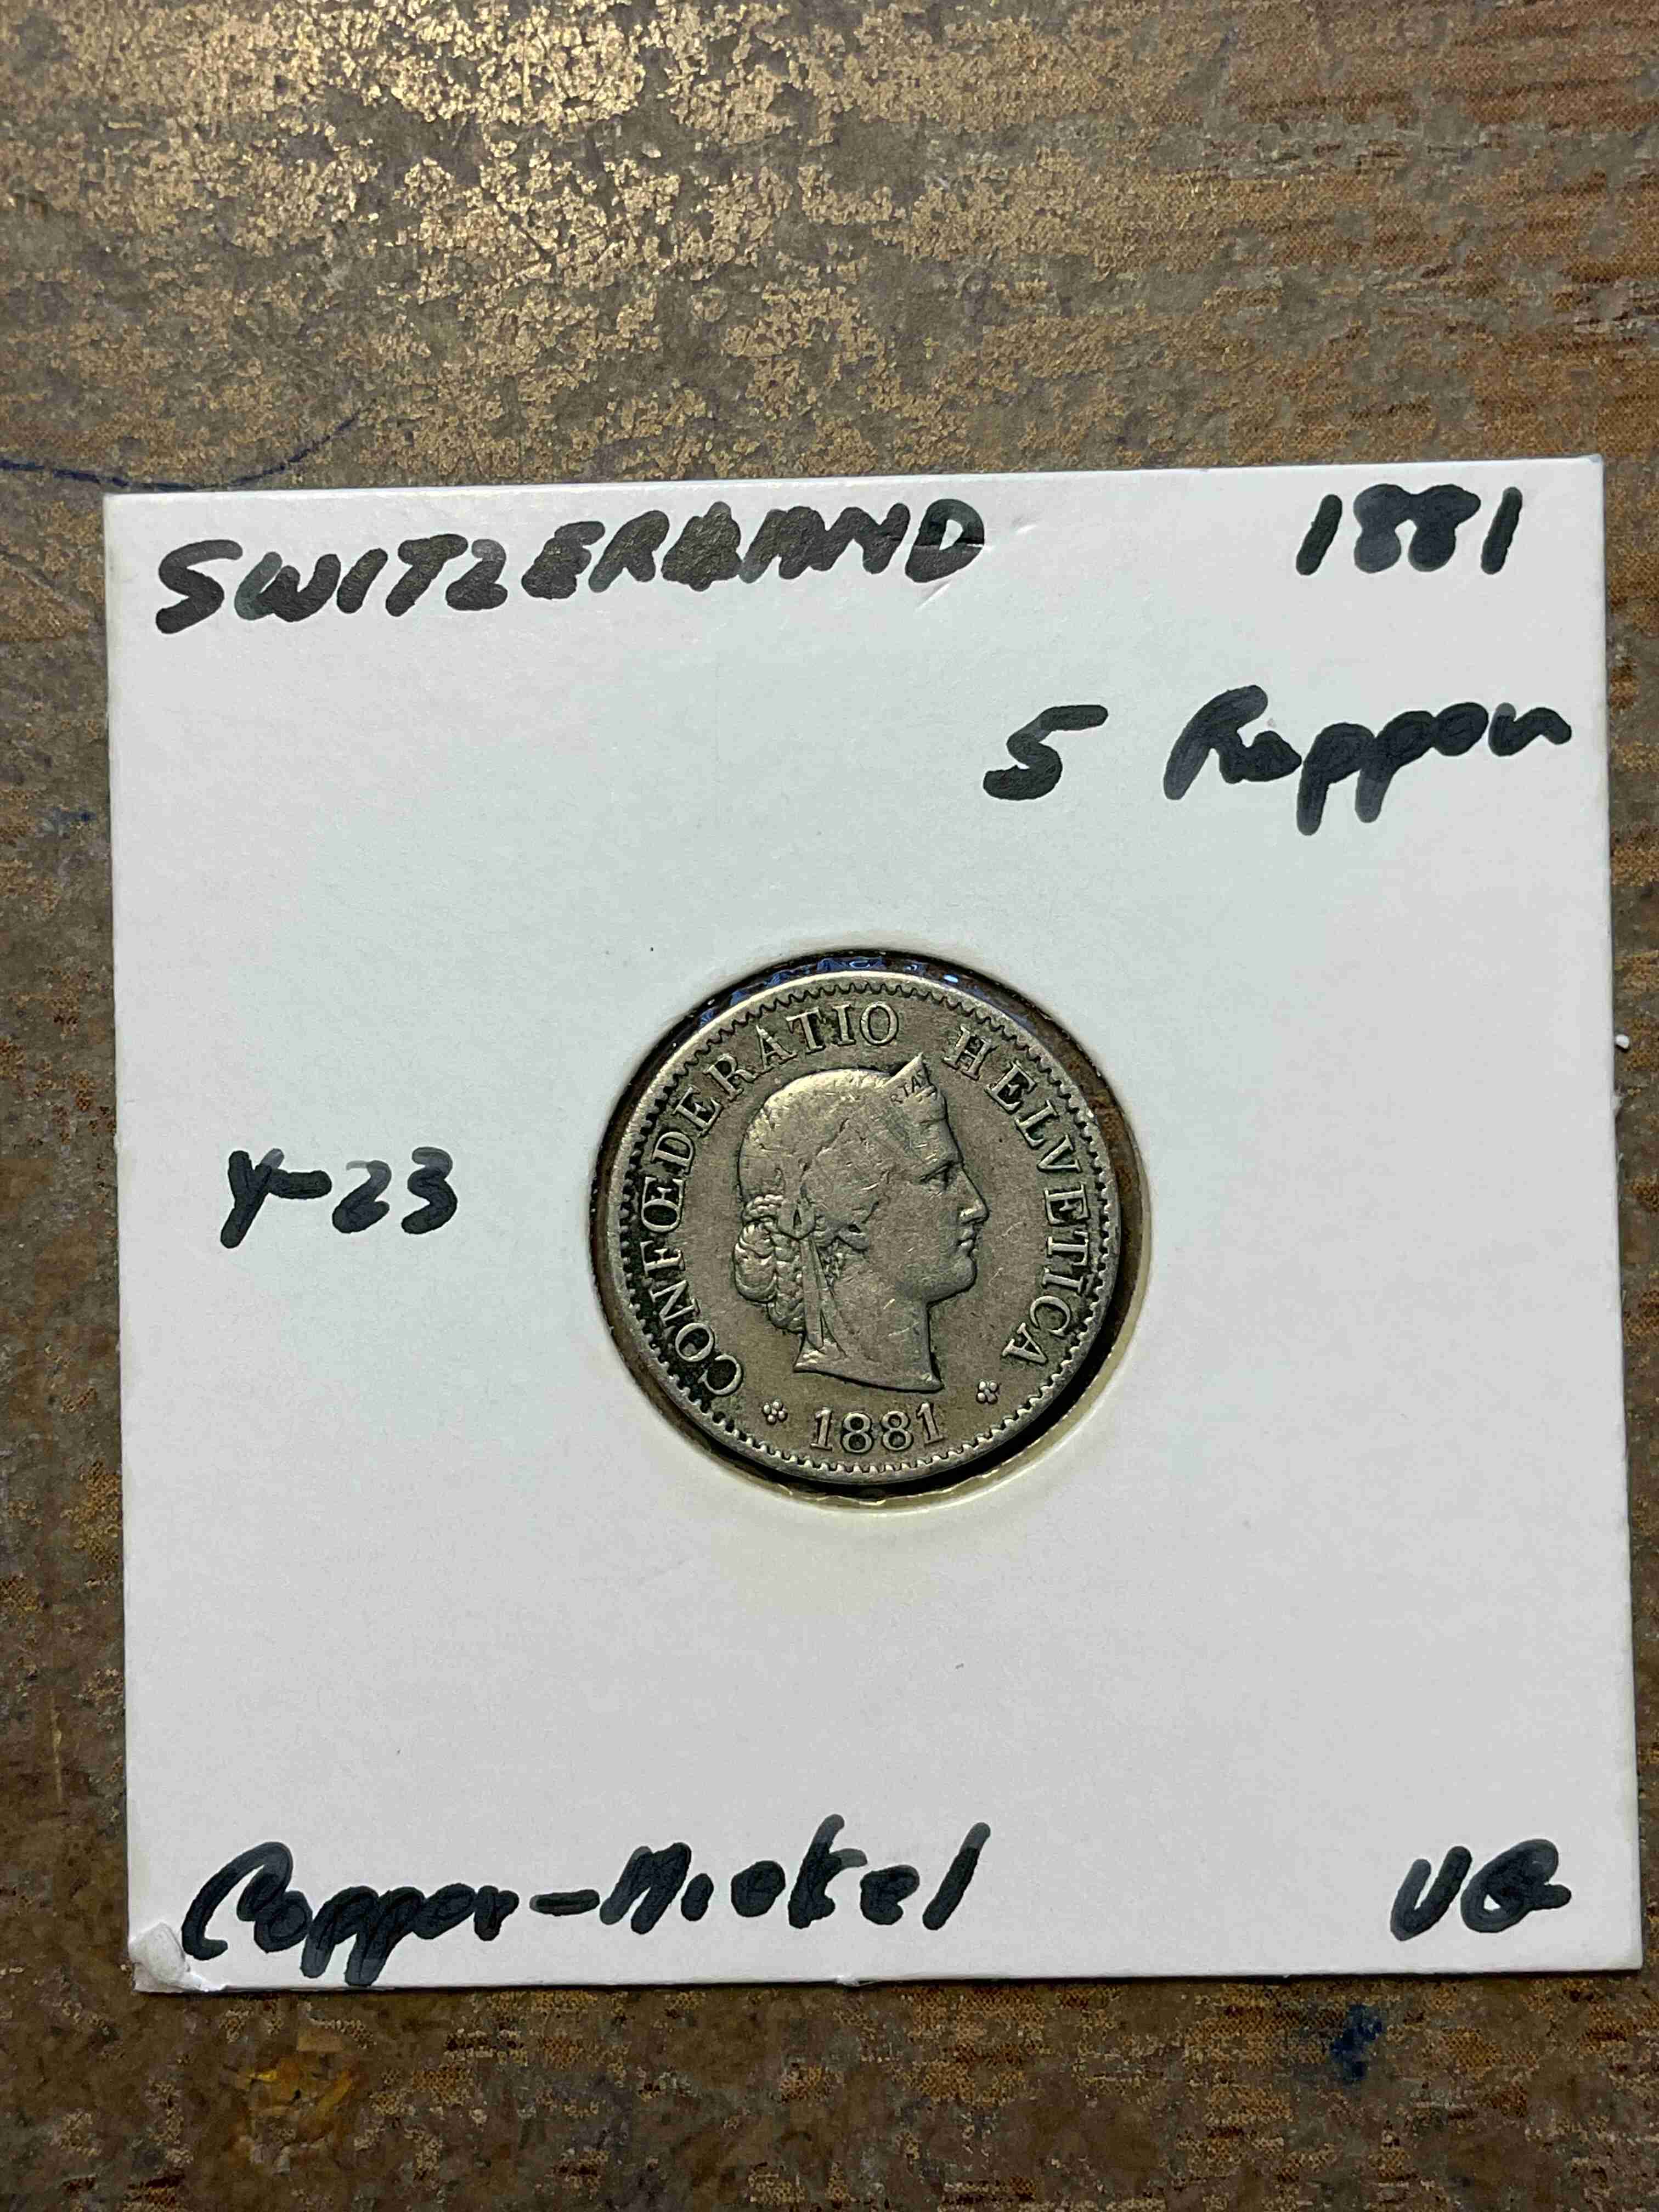 SWITZERLAND 1881
5 Rappen
CONFŒDERATIO HELVETICA
Y-23
1881
Copper-Nickel VG